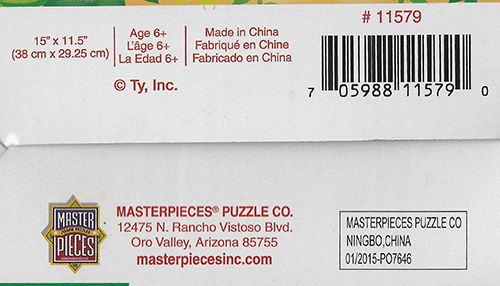 # 11579
15" x 11.5"
(38 cm x 29.25 cm)
Age 6+
L'âge 6+
La Edad 6+
Made in China
Fabriqué en Chine
Fabricado en China
© Ty, Inc.
7 05988 11579 0
MASTER
JIGSAW PUZZLES
PIECES
MASTERPIECES® PUZZLE CO.
12475 N. Rancho Vistoso Blvd.
Oro Valley, Arizona 85755
masterpiecesinc.com
MASTERPIECES PUZZLE CO
NINGBO,CHINA
01/2015-PO7646